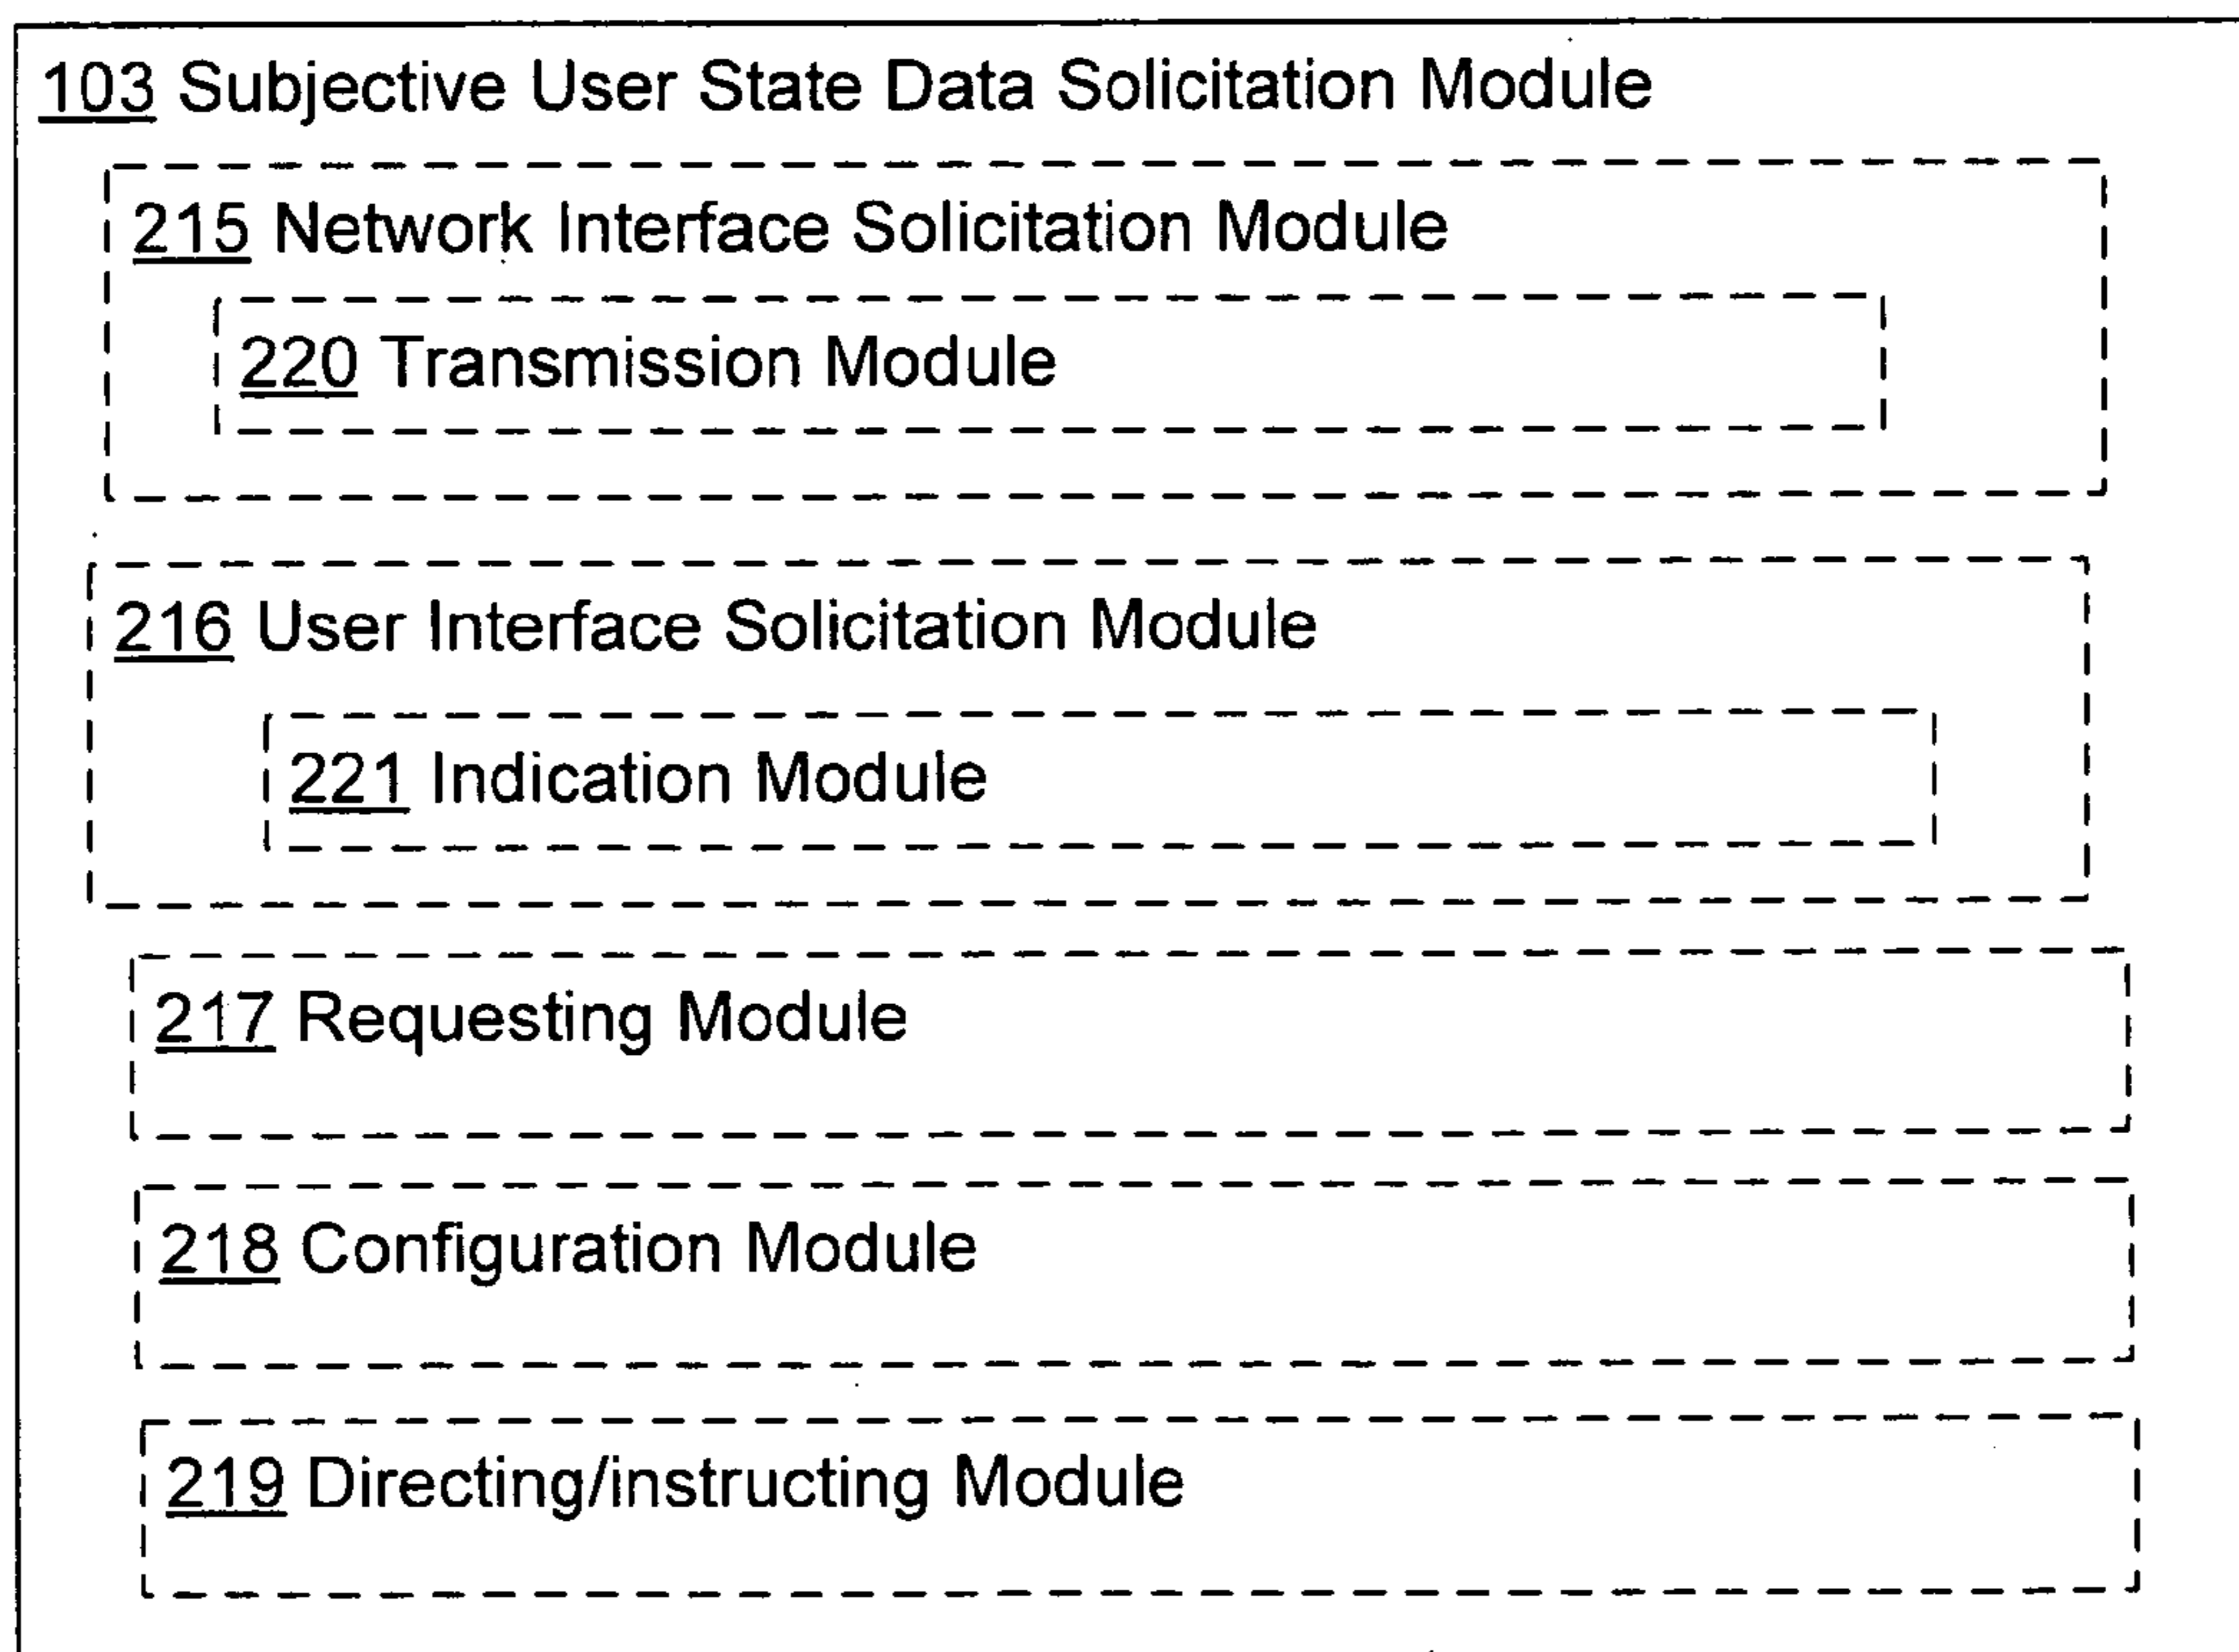 103 Subjective User State Data Solicitation Module
215 Network Interface Solicitation Module
220 Transmission Module
216 User Interface Solicitation Module
221 Indication Module
217 Requesting Module
218 Configuration Module
219 Directing/instructing Module